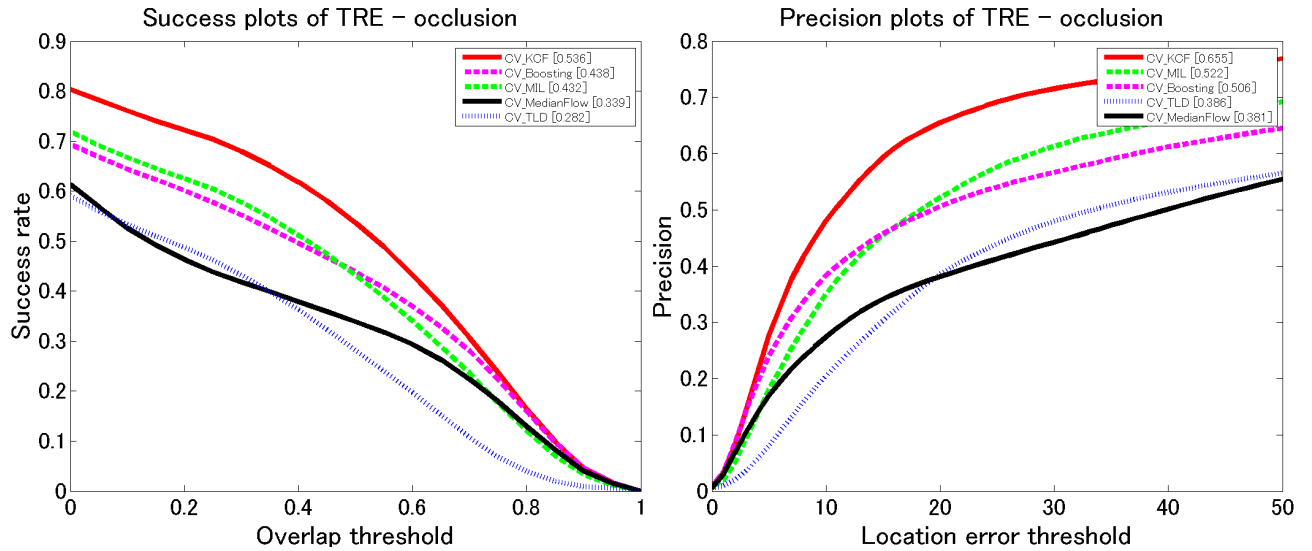 Success plots of TRE – occlusion
0.9
0.8
0.7
0.6
0.5
0.4
0.3
0.2
0.1
0
Success rate
CV_KCF [0.536]
CV_Boosting [0.438]
CV_MIL [0.432]
CV_MedianFlow [0.339]
CV_TLD [0.282]
0 0.2 0.4 0.6 0.8 1
Overlap threshold
Precision plots of TRE – occlusion
0.8
0.7
0.6
0.5
0.4
0.3
0.2
0.1
0
Precision
CV_KCF [0.655]
CV_MIL [0.522]
CV_Boosting [0.506]
CV_TLD [0.386]
CV_MedianFlow [0.381]
0 10 20 30 40 50
Location error threshold